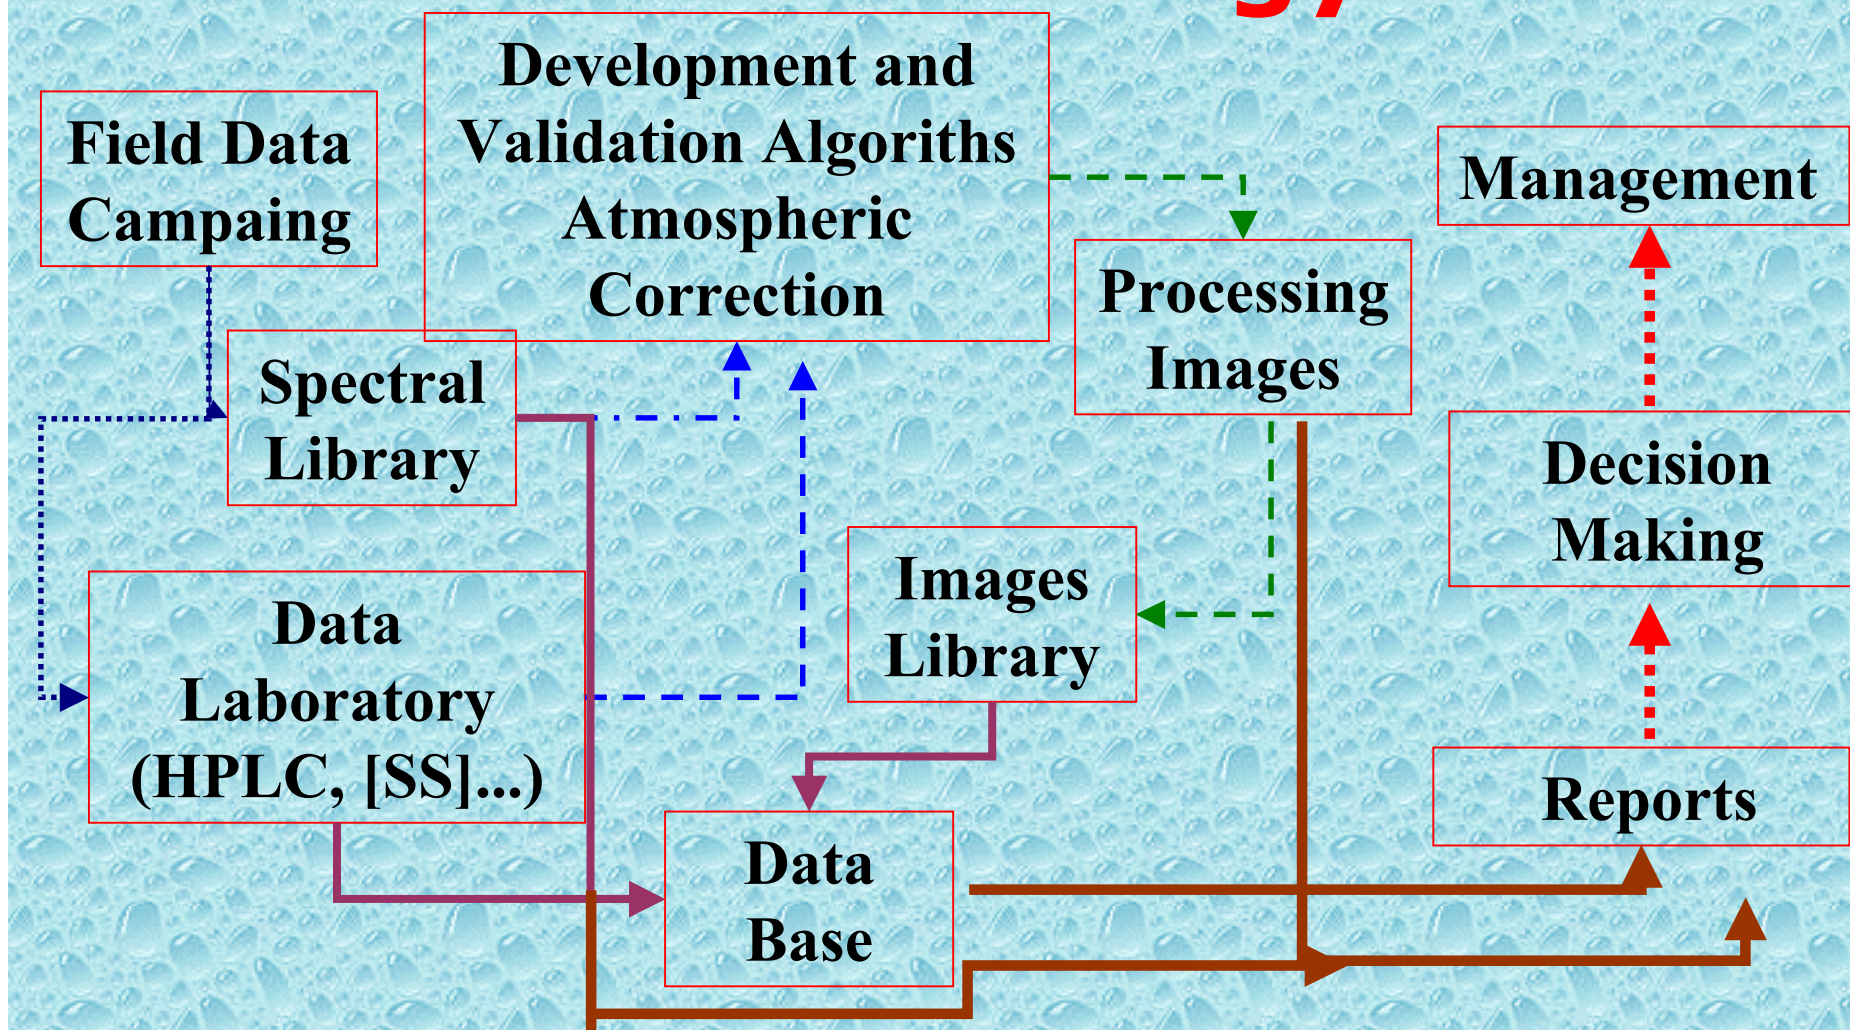 Development and
Validation Algoriths
Atmospheric
Correction
Field Data
Campaing
Management
Processing
Images
Spectral
Library
Decision
Making
Images
Library
Data
Laboratory
(HPLC, [SS]...)
Reports
Data
Base